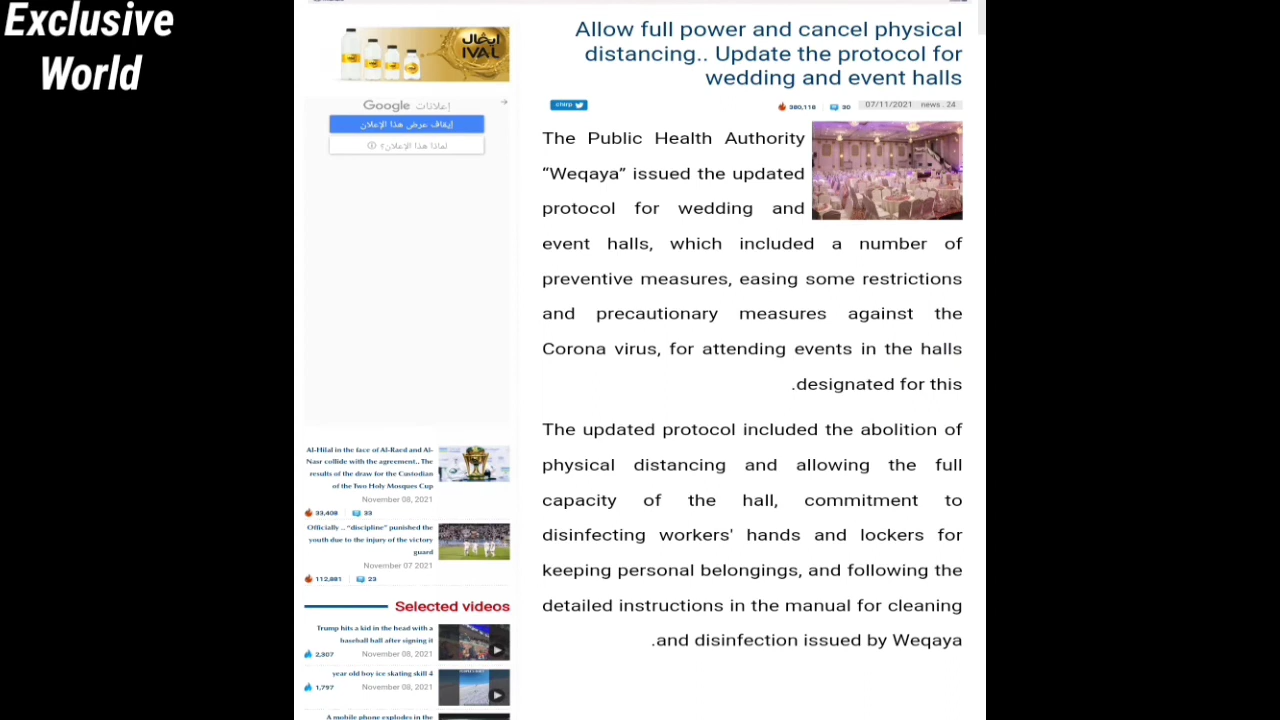 Exclusive
World
ايفال
IVAL
إعلانات Google
إيقاف عرض هذا الإعلان
لماذا هذا الإعلان؟
Allow full power and cancel physical
distancing.. Update the protocol for
wedding and event halls
chirp
380,118
30
07/11/2021 news . 24
The Public Health Authority
“Weqaya” issued the updated
protocol for wedding and
event halls, which included a number of
preventive measures, easing some restrictions
and precautionary measures against the
Corona virus, for attending events in the halls
.designated for this
The updated protocol included the abolition of
physical distancing and allowing the full
capacity of the hall, commitment to
disinfecting workers' hands and lockers for
keeping personal belongings, and following the
detailed instructions in the manual for cleaning
.and disinfection issued by Weqaya
Al-Hilal in the face of Al-Raed and Al-
Nasr collide with the agreement.. The
results of the draw for the Custodian
of the Two Holy Mosques Cup
November 08, 2021
33,408
33
Officially .. “discipline” punished the
youth due to the injury of the victory
guard
November 07 2021
112,881
23
Selected videos
Trump hits a kid in the head with a
baseball ball after signing it
2,307
November 08, 2021
year old boy ice skating skill 4
1,797
November 08, 2021
A mobile phone explodes in the